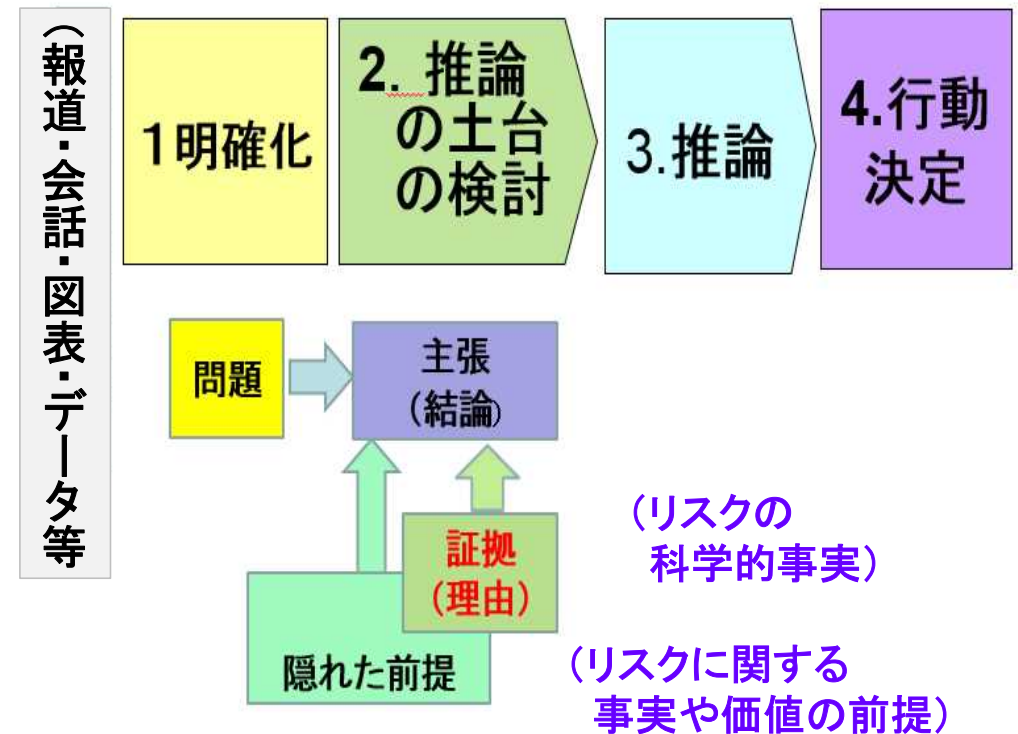 （報道・会話・図表・データ等
1明確化
2. 推論
の土台
の検討
3.推論
4.行動
決定
問題
主張
(結論)
証拠
（理由）
隠れた前提
（リスクの
科学的事実）
（リスクに関する
事実や価値の前提）